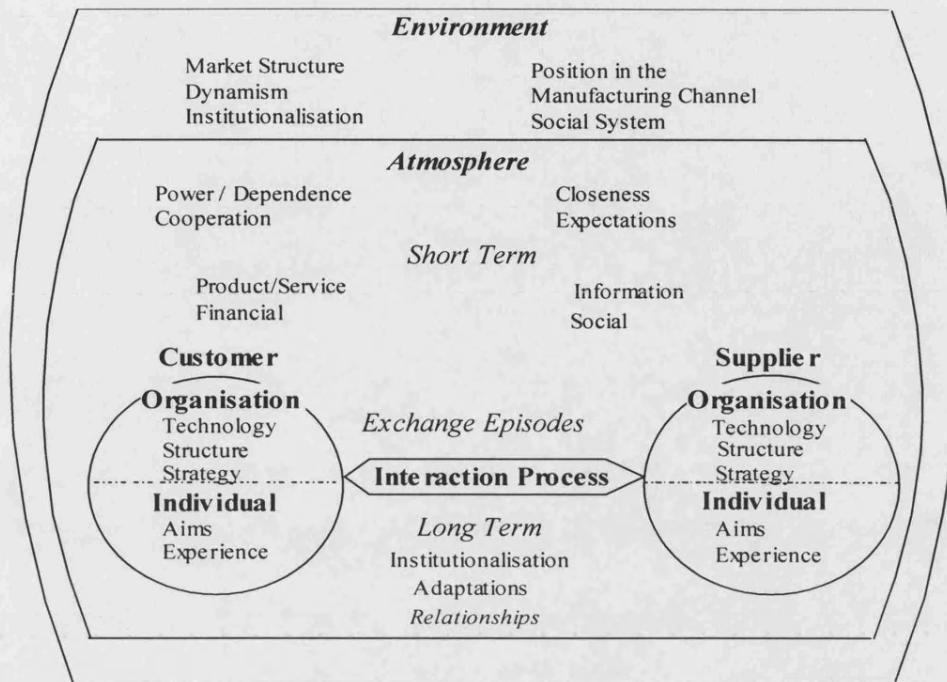 Environment
Market Structure
Dynamism
Institutionalisation
Position in the
Manufacturing Channel
Social System
Atmosphere
Power / Dependence
Cooperation
Closeness
Expectations
Short Term
Product/Service
Financial
Information
Social
Customer
Organisation
Technology
Structure
Strategy
Individual
Aims
Experience
Supplier
Organisation
Technology
Structure
Strategy
Individual
Aims
Experience
Exchange Episodes
Interaction Process
Long Term
Institutionalisation
Adaptations
Relationships